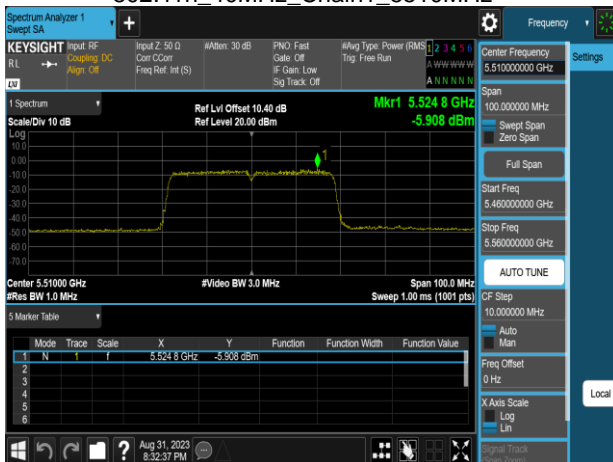 Spectrum Analyzer 1
Swept SA
+
Frequency
KEYSIGHT
RL
LXI
Input: RF
Coupling: DC
Align: Off
Input Z: 50 Ω
Corr CCorr
Freq Ref: Int (S)
#Atten: 30 dB
PNO: Fast
Gate: Off
IF Gain: Low
Sig Track: Off
#Avg Type: Power (RMS
Trig: Free Run
1 2 3 4 5 6
A W W W W W
A N N N N N
Center Frequency
5.510000000 GHz
Settings
Span
100.000000 MHz
Swept Span
Zero Span
Full Span
Start Freq
5.460000000 GHz
Stop Freq
5.560000000 GHz
AUTO TUNE
CF Step
10.000000 MHz
Auto
Man
Freq Offset
0 Hz
X Axis Scale
Log
Lin
Signal Track
(Span Zoom)
Local
1 Spectrum
Scale/Div 10 dB
Log
Ref Lvl Offset 10.40 dB
Ref Level 20.00 dBm
Mkr1 5.524 8 GHz
-5.908 dBm
1
10.0
0.00
-10.0
-20.0
-30.0
-40.0
-50.0
-60.0
-70.0
Center 5.51000 GHz
#Res BW 1.0 MHz
#Video BW 3.0 MHz
Span 100.0 MHz
Sweep 1.00 ms (1001 pts)
5 Marker Table
Mode Trace Scale X Y Function Function Width Function Value
1 N 1 f 5.524 8 GHz -5.908 dBm
2
3
4
5
6
?
Aug 31, 2023
8:32:37 PM